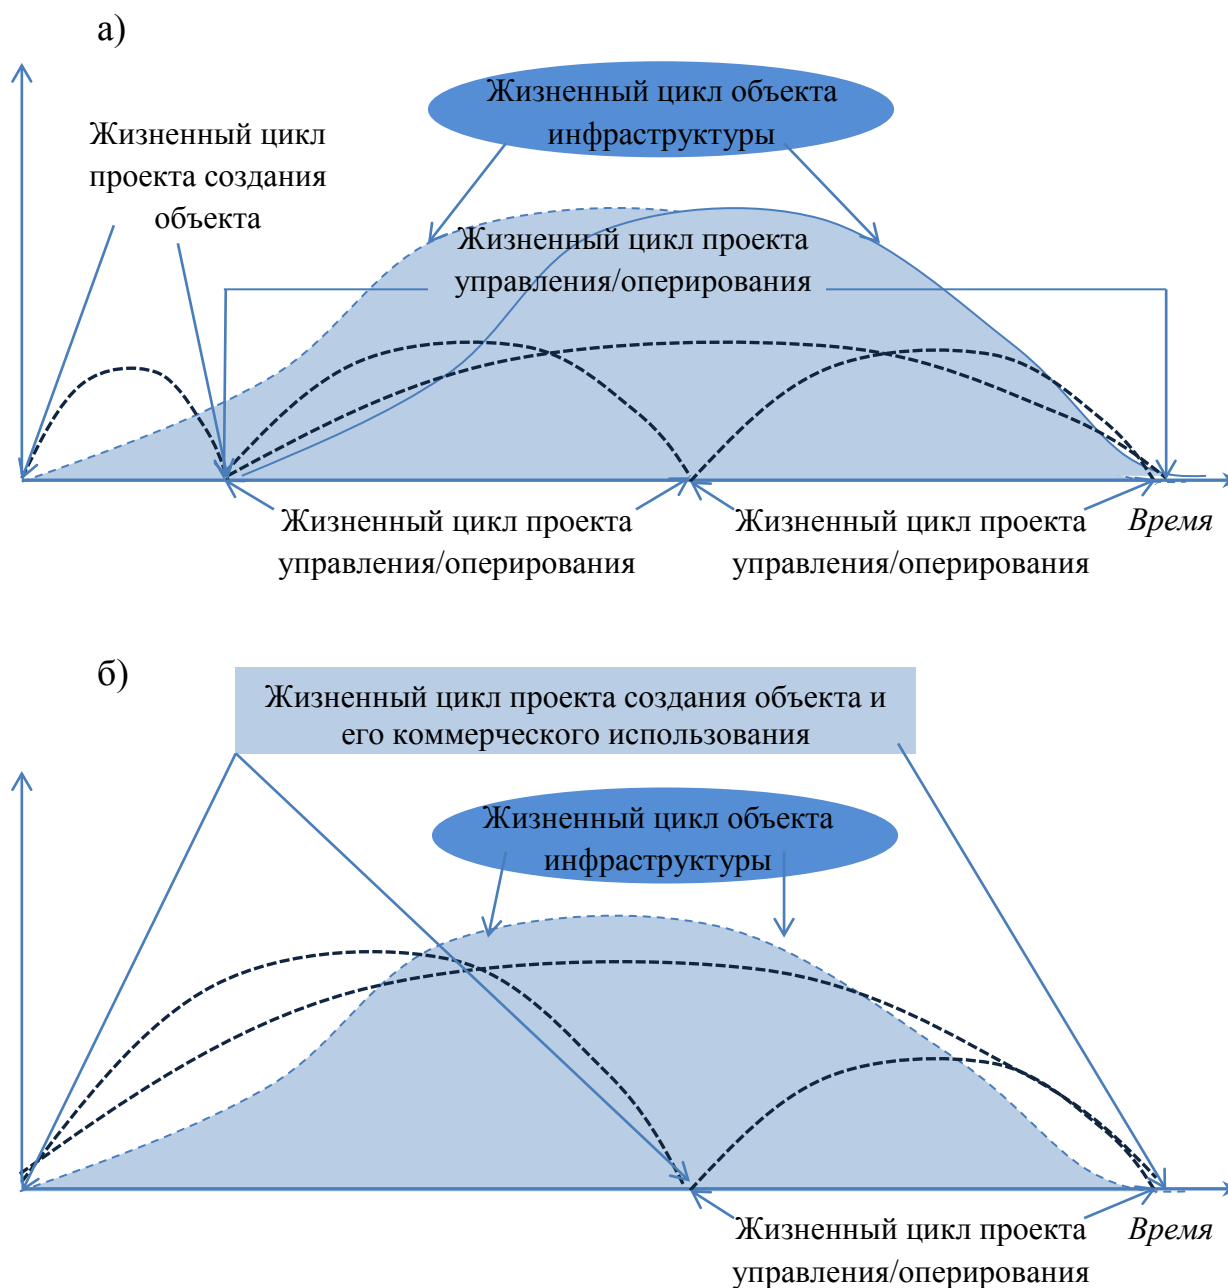 а)
Жизненный цикл объекта
инфраструктуры
Жизненный цикл
проекта создания
объекта
Жизненный цикл проекта
управления/оперирования
Жизненный цикл проекта
управления/оперирования
Жизненный цикл проекта
управления/оперирования
Время
б)
Жизненный цикл проекта создания объекта и
его коммерческого использования
Жизненный цикл объекта
инфраструктуры
Жизненный цикл проекта
управления/оперирования
Время